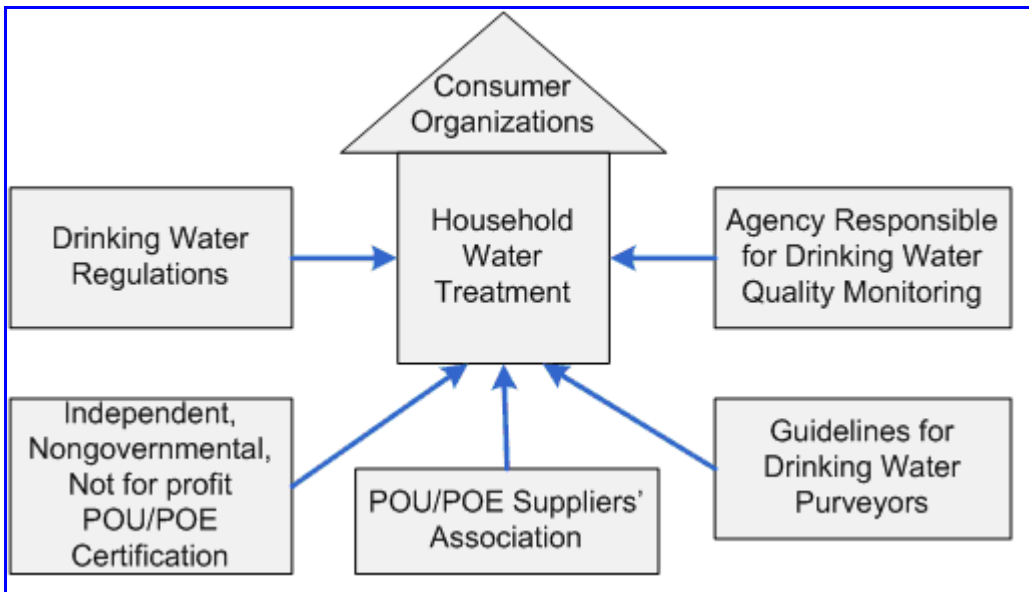 Consumer
Organizations
Drinking Water
Regulations
Household
Water
Treatment
Agency Responsible
for Drinking Water
Quality Monitoring
Independent,
Nongovernmental,
Not for profit
POU/POE
Certification
POU/POE Suppliers’
Association
Guidelines for
Drinking Water
Purveyors